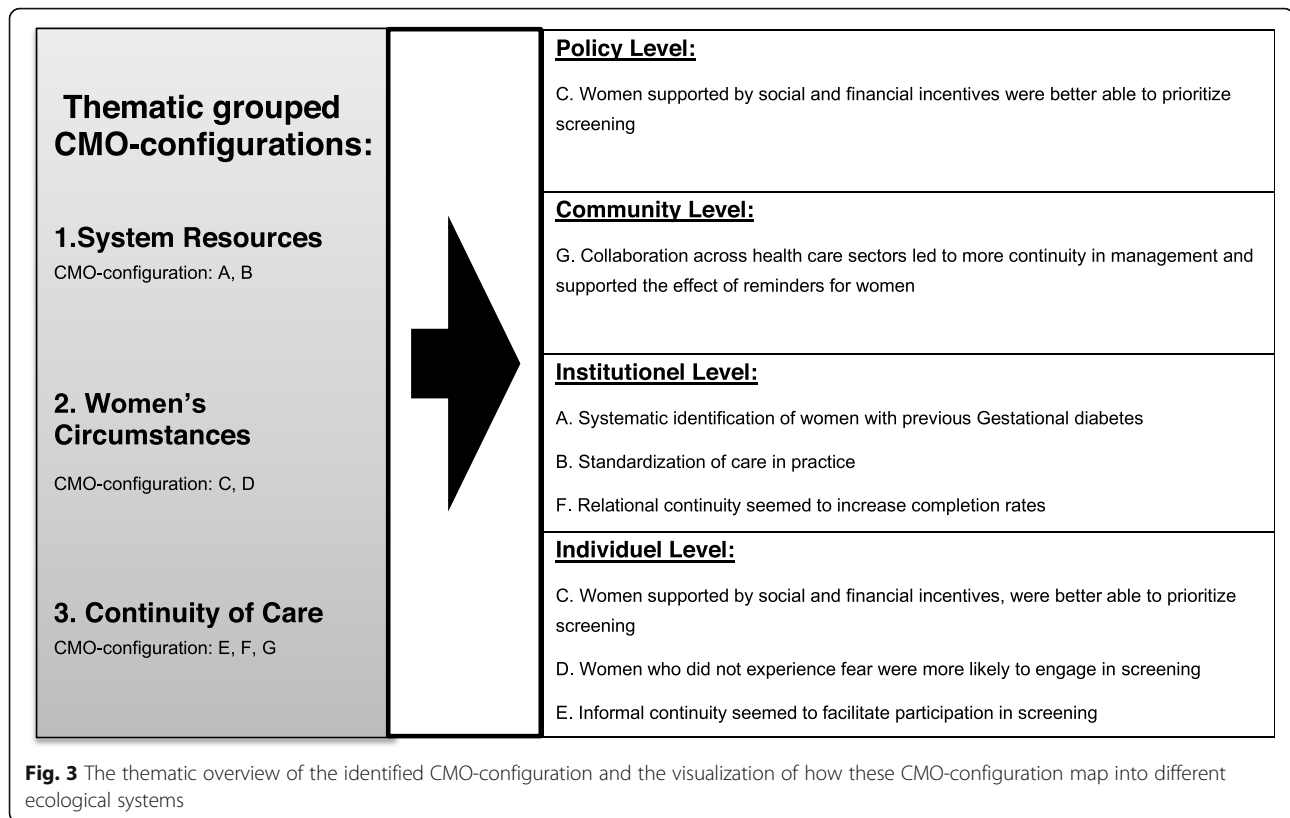 Thematic grouped
CMO-configurations:
1.System Resources
CMO-configuration: A, B
2. Women's
Circumstances
CMO-configuration: C, D
3. Continuity of Care
CMO-configuration: E, F, G
Policy Level:
C. Women supported by social and financial incentives were better able to prioritize
screening
Community Level:
G. Collaboration across health care sectors led to more continuity in management and
supported the effect of reminders for women
Institutionel Level:
A. Systematic identification of women with previous Gestational diabetes
B. Standardization of care in practice
F. Relational continuity seemed to increase completion rates
Individuel Level:
C. Women supported by social and financial incentives, were better able to prioritize
screening
D. Women who did not experience fear were more likely to engage in screening
E. Informal continuity seemed to facilitate participation in screening
Fig. 3 The thematic overview of the identified CMO-configuration and the visualization of how these CMO-configuration map into different
ecological systems